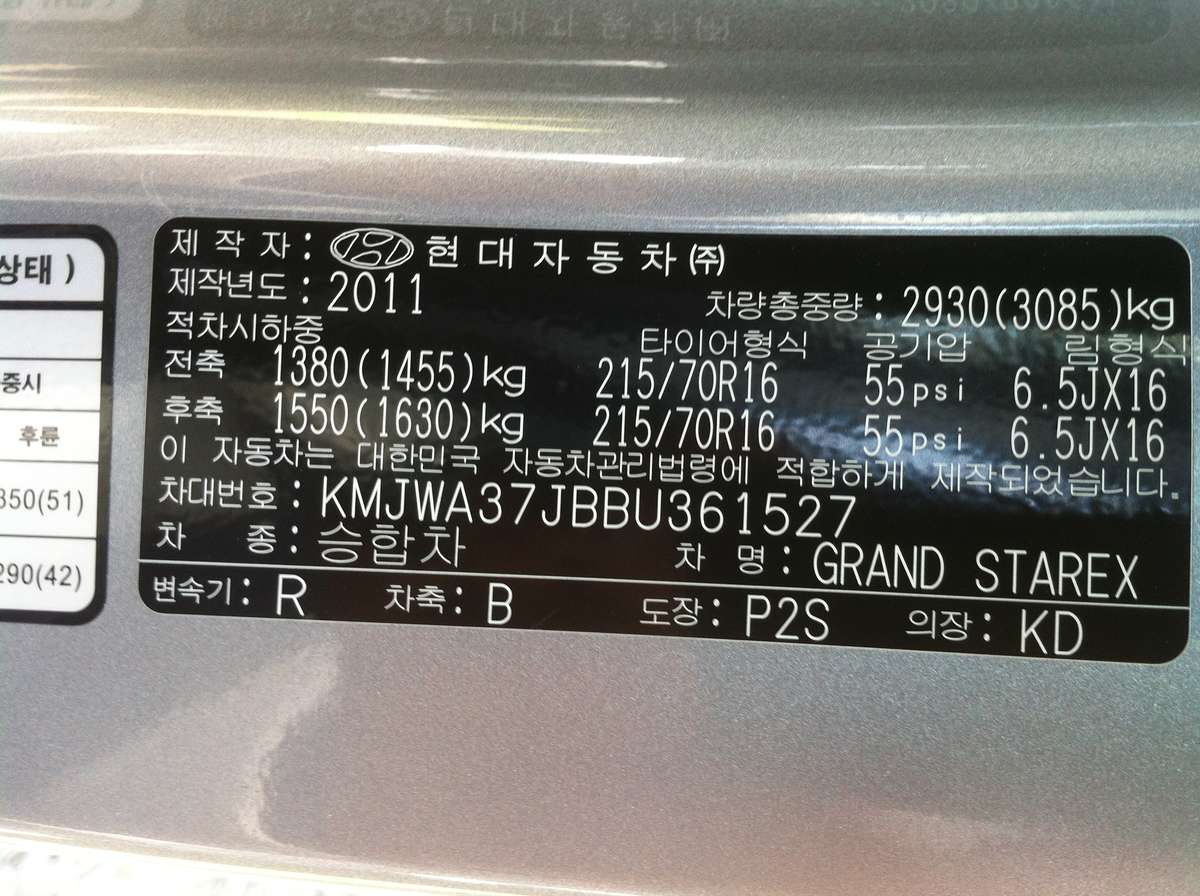 상태 )
중시
후륜
350(51)
290(42)
제 작 자 : 현 대 자 동 차 ㈜
제작년도 : 2011 차량총중량 : 2930(3085)kg
적차시하중 타이어형식 공기압 림형식
전축 1380(1455)kg 215/70R16 55psi 6.5JX16
후축 1550(1630)kg 215/70R16 55psi 6.5JX16
이 자동차는 대한민국 자동차관리법령에 적합하게 제작되었습니다.
차대번호 : KMJWA37JBBU361527
차 종 : 승합차 차 명 : GRAND STAREX
변속기 : R 차축 : B 도장 : P2S 의장 : KD